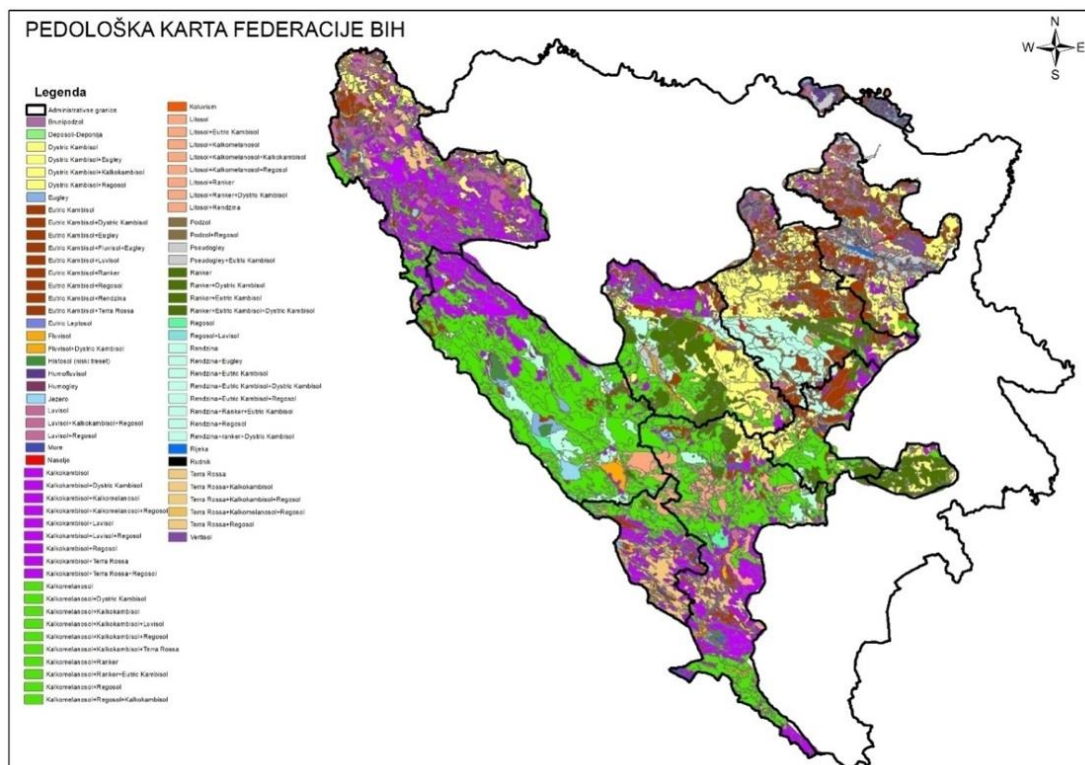 PEDOLOŠKA KARTA FEDERACIJE BIH
N
W E
S
Legenda
Administrativne granice
Brunipodzol
Deposoli-Deponija
Dystric Kambisol
Dystric Kambisol+Eugley
Dystric Kambisol+Kalkokambisol
Dystric Kambisol+Regosol
Eugley
Eutric Kambisol
Eutric Kambisol+Dystric Kambisol
Eutric Kambisol+Eugley
Eutric Kambisol+Fluvisol+Eugley
Eutric Kambisol+Luvisol
Eutric Kambisol+Ranker
Eutric Kambisol+Regosol
Eutric Kambisol+Rendzina
Eutric Kambisol+Terra Rossa
Eutric Leptosol
Fluvisol
Fluvisol+Dystric Kambisol
Histosol (niski treset)
Humofluvisol
Humogley
Jezero
Luvisol
Luvisol+Kalkokambisol+Regosol
Luvisol+Regosol
More
Naselje
Kalkokambisol
Kalkokambisol+Dystric Kambisol
Kalkokambisol+Kalkomelanosol
Kalkokambisol+Kalkomelanosol+Regosol
Kalkokambisol+Luvisol
Kalkokambisol+Luvisol+Regosol
Kalkokambisol+Regosol
Kalkokambisol+Terra Rossa
Kalkokambisol+Terra Rossa+Regosol
Kalkomelanosol
Kalkomelanosol+Dystric Kambisol
Kalkomelanosol+Kalkokambisol
Kalkomelanosol+Kalkokambisol+Luvisol
Kalkomelanosol+Kalkokambisol+Regosol
Kalkomelanosol+Kalkokambisol+Terra Rossa
Kalkomelanosol+Ranker
Kalkomelanosol+Ranker+Eutric Kambisol
Kalkomelanosol+Regosol
Kalkomelanosol+Regosol+Kalkokambisol
Koluvium
Litosol
Litosol+Eutric Kambisol
Litosol+Kalkomelanosol
Litosol+Kalkomelanosol+Kalkokambisol
Litosol+Kalkomelanosol+Regosol
Litosol+Ranker
Litosol+Ranker+Dystric Kambisol
Litosol+Rendzina
Podzol
Podzol+Regosol
Pseudogley
Pseudogley+Eutric Kambisol
Ranker
Ranker+Dystric Kambisol
Ranker+Eutric Kambisol
Ranker+Eutric Kambisol+Dystric Kambisol
Regosol
Regosol+Luvisol
Rendzina
Rendzina+Eugley
Rendzina+Eutric Kambisol
Rendzina+Eutric Kambisol+Dystric Kambisol
Rendzina+Eutric Kambisol+Regosol
Rendzina+Ranker+Eutric Kambisol
Rendzina+Regosol
Rendzina+ranker+Dystric Kambisol
Rijeka
Rudnik
Terra Rossa
Terra Rossa+Kalkokambisol
Terra Rossa+Kalkokambisol+Regosol
Terra Rossa+Kalkomelanosol+Regosol
Terra Rossa+Regosol
Vertisol